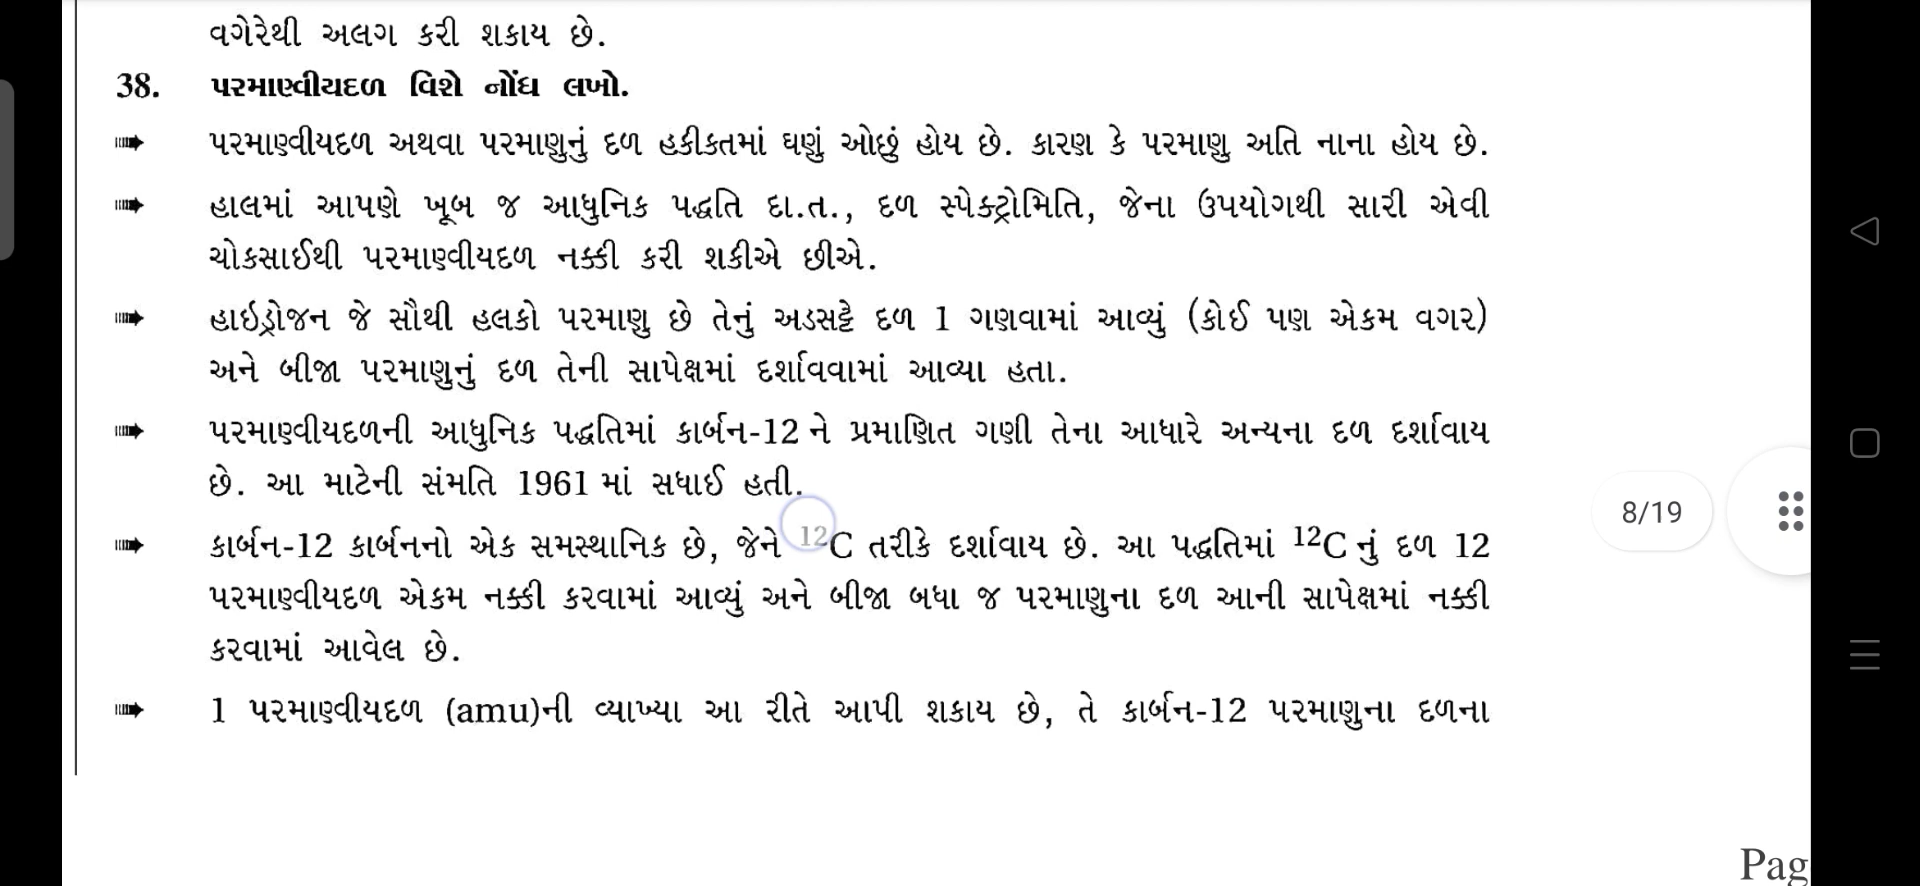 વગેરેથી અલગ કરી શકાય છે.
38. પરમાણ્વીયદળ વિશે નોંધ લખો.
પરમાણ્વીયદળ અથવા પરમાણુનું દળ હકીકતમાં ઘણું ઓછું હોય છે. કારણ કે પરમાણુ અતિ નાના હોય છે.
હાલમાં આપણે ખૂબ જ આધુનિક પદ્ધતિ દા.ત., દળ સ્પેક્ટ્રોમિતિ, જેના ઉપયોગથી સારી એવી
ચોકસાઈથી પરમાણ્વીયદળ નક્કી કરી શકીએ છીએ.
હાઇડ્રોજન જે સૌથી હલકો પરમાણુ છે તેનું અડસટ્ટે દળ 1 ગણવામાં આવ્યું (કોઈ પણ એકમ વગર)
અને બીજા પરમાણુનું દળ તેની સાપેક્ષમાં દર્શાવવામાં આવ્યા હતા.
પરમાણ્વીયદળની આધુનિક પદ્ધતિમાં કાર્બન-12 ને પ્રમાણિત ગણી તેના આધારે અન્યના દળ દર્શાવાય
છે. આ માટેની સંમતિ 1961 માં સધાઈ હતી.
કાર્બન-12 કાર્બનનો એક સમસ્થાનિક છે, જેને ¹²C તરીકે દર્શાવાય છે. આ પદ્ધતિમાં ¹²C નું દળ 12
પરમાણ્વીયદળ એકમ નક્કી કરવામાં આવ્યું અને બીજા બધા જ પરમાણુના દળ આની સાપેક્ષમાં નક્કી
કરવામાં આવેલ છે.
1 પરમાણ્વીયદળ (amu)ની વ્યાખ્યા આ રીતે આપી શકાય છે, તે કાર્બન-12 પરમાણુના દળના
8/19
Pag